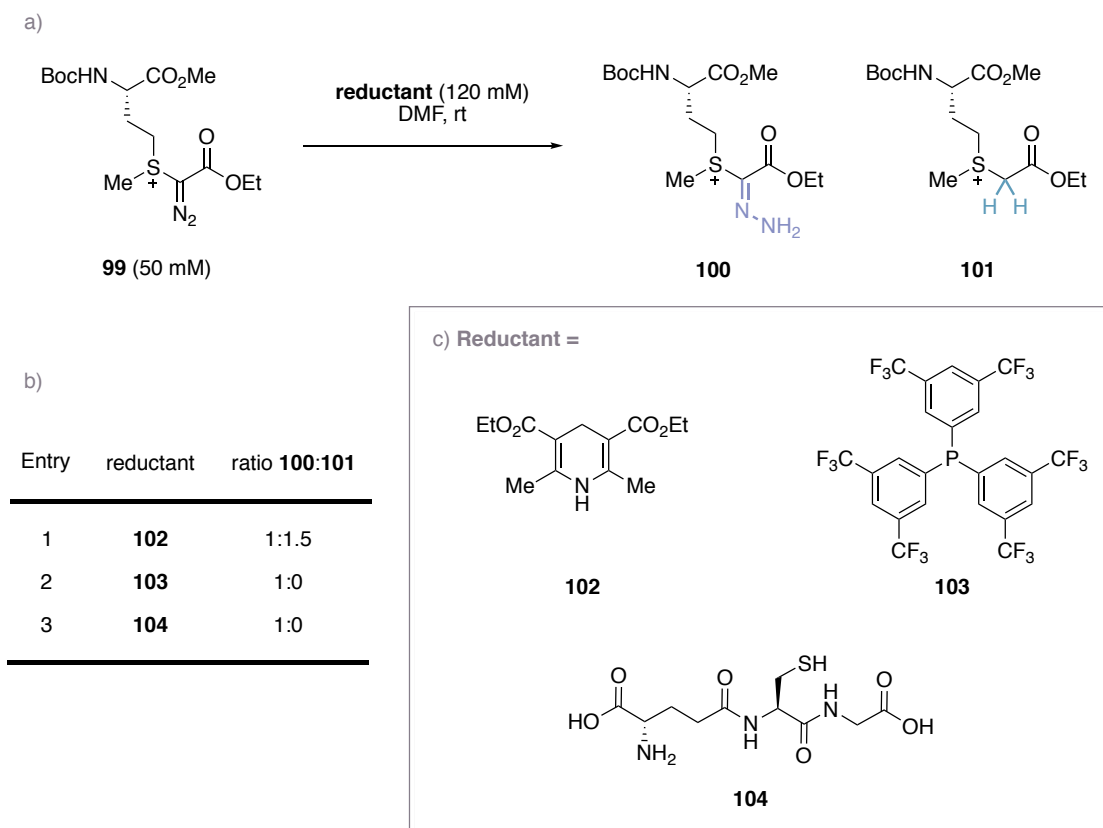 a)
BocHN
CO2Me
S
+
Me
O
OEt
N2
99 (50 mM)
reductant (120 mM)
DMF, rt
BocHN
CO2Me
S
+
Me
O
OEt
N
NH2
100
BocHN
CO2Me
S
+
Me
O
OEt
H H
101
b)
Entry reductant ratio 100:101
1 102 1:1.5
2 103 1:0
3 104 1:0
c) Reductant =
EtO2C CO2Et
Me N Me
H
102
F3C CF3
F3C P CF3
CF3 CF3
103
SH
O O H O
HO N N OH
NH2 H O
104